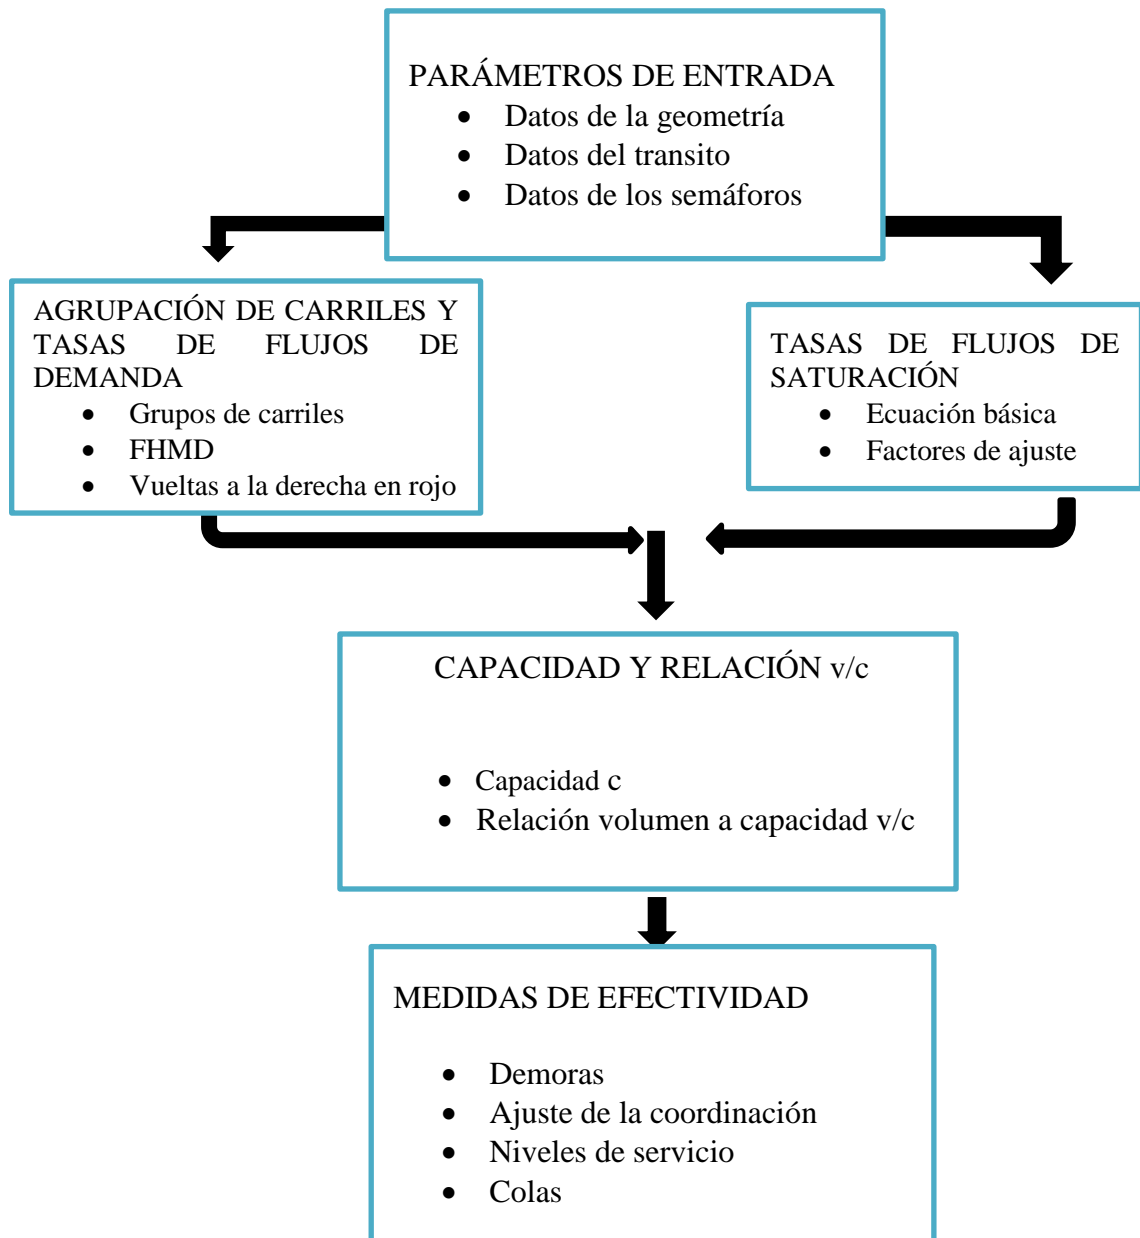 PARÁMETROS DE ENTRADA
• Datos de la geometría
• Datos del transito
• Datos de los semáforos
AGRUPACIÓN DE CARRILES Y
TASAS DE FLUJOS DE
DEMANDA
• Grupos de carriles
• FHMD
• Vueltas a la derecha en rojo
TASAS DE FLUJOS DE
SATURACIÓN
• Ecuación básica
• Factores de ajuste
CAPACIDAD Y RELACIÓN v/c
• Capacidad c
• Relación volumen a capacidad v/c
MEDIDAS DE EFECTIVIDAD
• Demoras
• Ajuste de la coordinación
• Niveles de servicio
• Colas